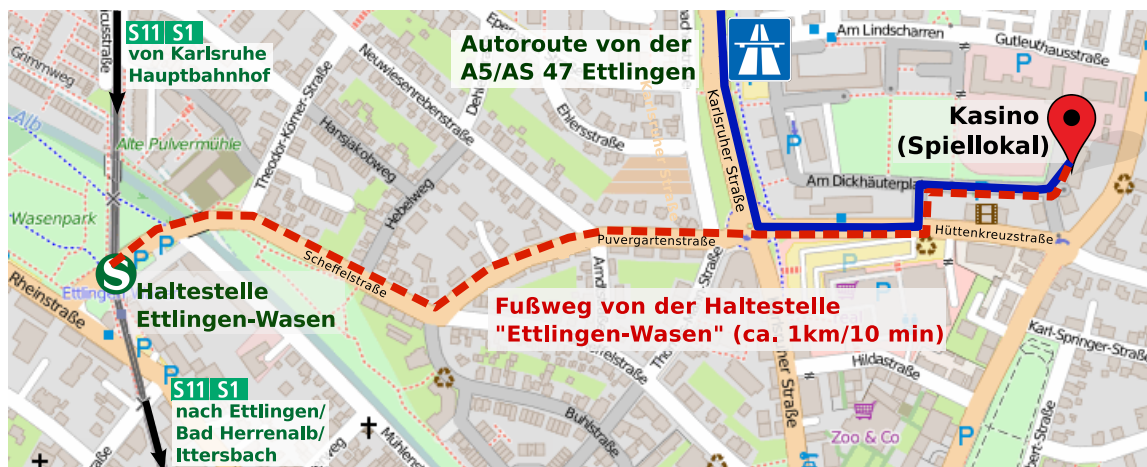 S11 S1
von Karlsruhe
Hauptbahnhof
Grimmweg
Alb
Alte Pulvermühle
Wasenpark
Theodor-Körner-Straße
Neuwiesenrebenstraße
Hansjakobweg
Hebelweg
Ehlersstraße
Autoroute von der
A5/AS 47 Ettlingen
Karlsruher Straße
Am Lindscharren
Gutleuthausstraße
P
P
Kasino
(Spiellokal)
Am Dickhäuterplatz
Hüttenkreuzstraße
Puvergartenstraße
Scheffelstraße
P
P
S
Haltestelle
Ettlingen-Wasen
Rheinstraße
P
P
P
Fußweg von der Haltestelle
"Ettlingen-Wasen" (ca. 1km/10 min)
Karl-Springer-Straße
Hildastraße
Buhlstraße
Zoo & Co
P
P
S11 S1
nach Ettlingen/
Bad Herrenalb/
Ittersbach